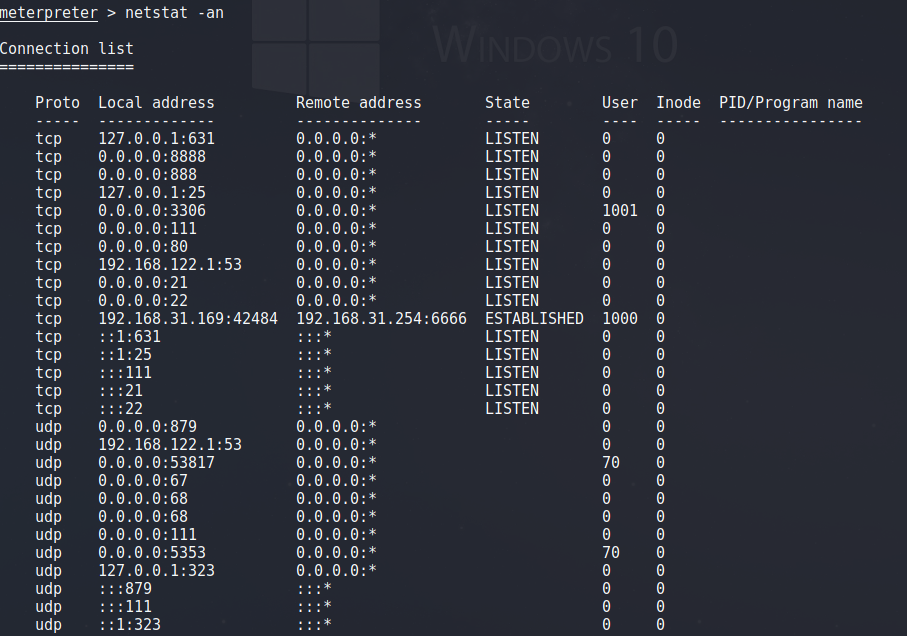 meterpreter > netstat -an
WINDOWS 10
Connection list
===============
Proto  Local address         Remote address       State        User  Inode  PID/Program name
-----  -------------         --------------       -----        ----  -----  ----------------
tcp    127.0.0.1:631         0.0.0.0:*            LISTEN       0     0
tcp    0.0.0.0:8888          0.0.0.0:*            LISTEN       0     0
tcp    0.0.0.0:888           0.0.0.0:*            LISTEN       0     0
tcp    127.0.0.1:25          0.0.0.0:*            LISTEN       0     0
tcp    0.0.0.0:3306          0.0.0.0:*            LISTEN       1001  0
tcp    0.0.0.0:111           0.0.0.0:*            LISTEN       0     0
tcp    0.0.0.0:80            0.0.0.0:*            LISTEN       0     0
tcp    192.168.122.1:53      0.0.0.0:*            LISTEN       0     0
tcp    0.0.0.0:21            0.0.0.0:*            LISTEN       0     0
tcp    0.0.0.0:22            0.0.0.0:*            LISTEN       0     0
tcp    192.168.31.169:42484  192.168.31.254:6666  ESTABLISHED  1000  0
tcp    ::1:631               :::*                 LISTEN       0     0
tcp    ::1:25                :::*                 LISTEN       0     0
tcp    :::111                :::*                 LISTEN       0     0
tcp    :::21                 :::*                 LISTEN       0     0
tcp    :::22                 :::*                 LISTEN       0     0
udp    0.0.0.0:879           0.0.0.0:*                         0     0
udp    192.168.122.1:53      0.0.0.0:*                         0     0
udp    0.0.0.0:53817         0.0.0.0:*                         70    0
udp    0.0.0.0:67            0.0.0.0:*                         0     0
udp    0.0.0.0:68            0.0.0.0:*                         0     0
udp    0.0.0.0:68            0.0.0.0:*                         0     0
udp    0.0.0.0:111           0.0.0.0:*                         0     0
udp    0.0.0.0:5353          0.0.0.0:*                         70    0
udp    127.0.0.1:323         0.0.0.0:*                         0     0
udp    :::879                :::*                              0     0
udp    :::111                :::*                              0     0
udp    ::1:323               :::*                              0     0